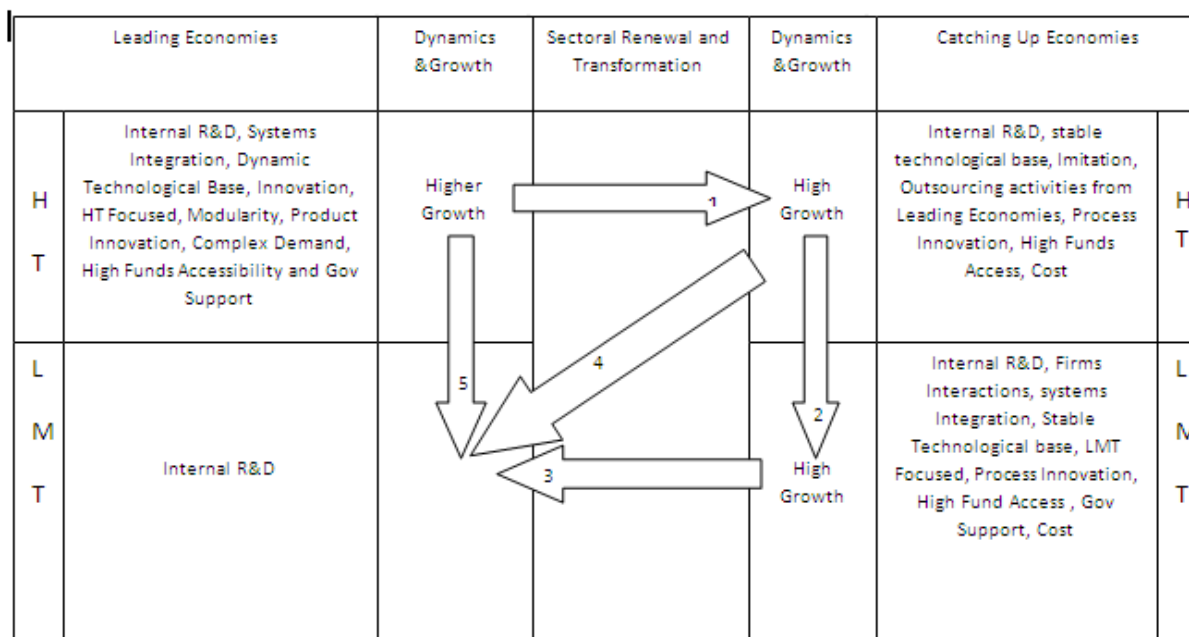 Leading Economies
Dynamics
&Growth
Sectoral Renewal and
Transformation
Dynamics
&Growth
Catching Up Economies
H
T
Internal R&D, Systems
Integration, Dynamic
Technological Base, Innovation,
HT Focused, Modularity, Product
Innovation, Complex Demand,
High Funds Accessibility and Gov
Support
Higher
Growth
1
High
Growth
Internal R&D, stable
technological base, Imitation,
Outsourcing activities from
Leading Economies, Process
Innovation, High Funds
Access, Cost
H
T
L
M
T
Internal R&D
5
4
3
2
High
Growth
Internal R&D, Firms
Interactions, systems
Integration, Stable
Technological base, LMT
Focused, Process Innovation,
High Fund Access , Gov
Support, Cost
L
M
T